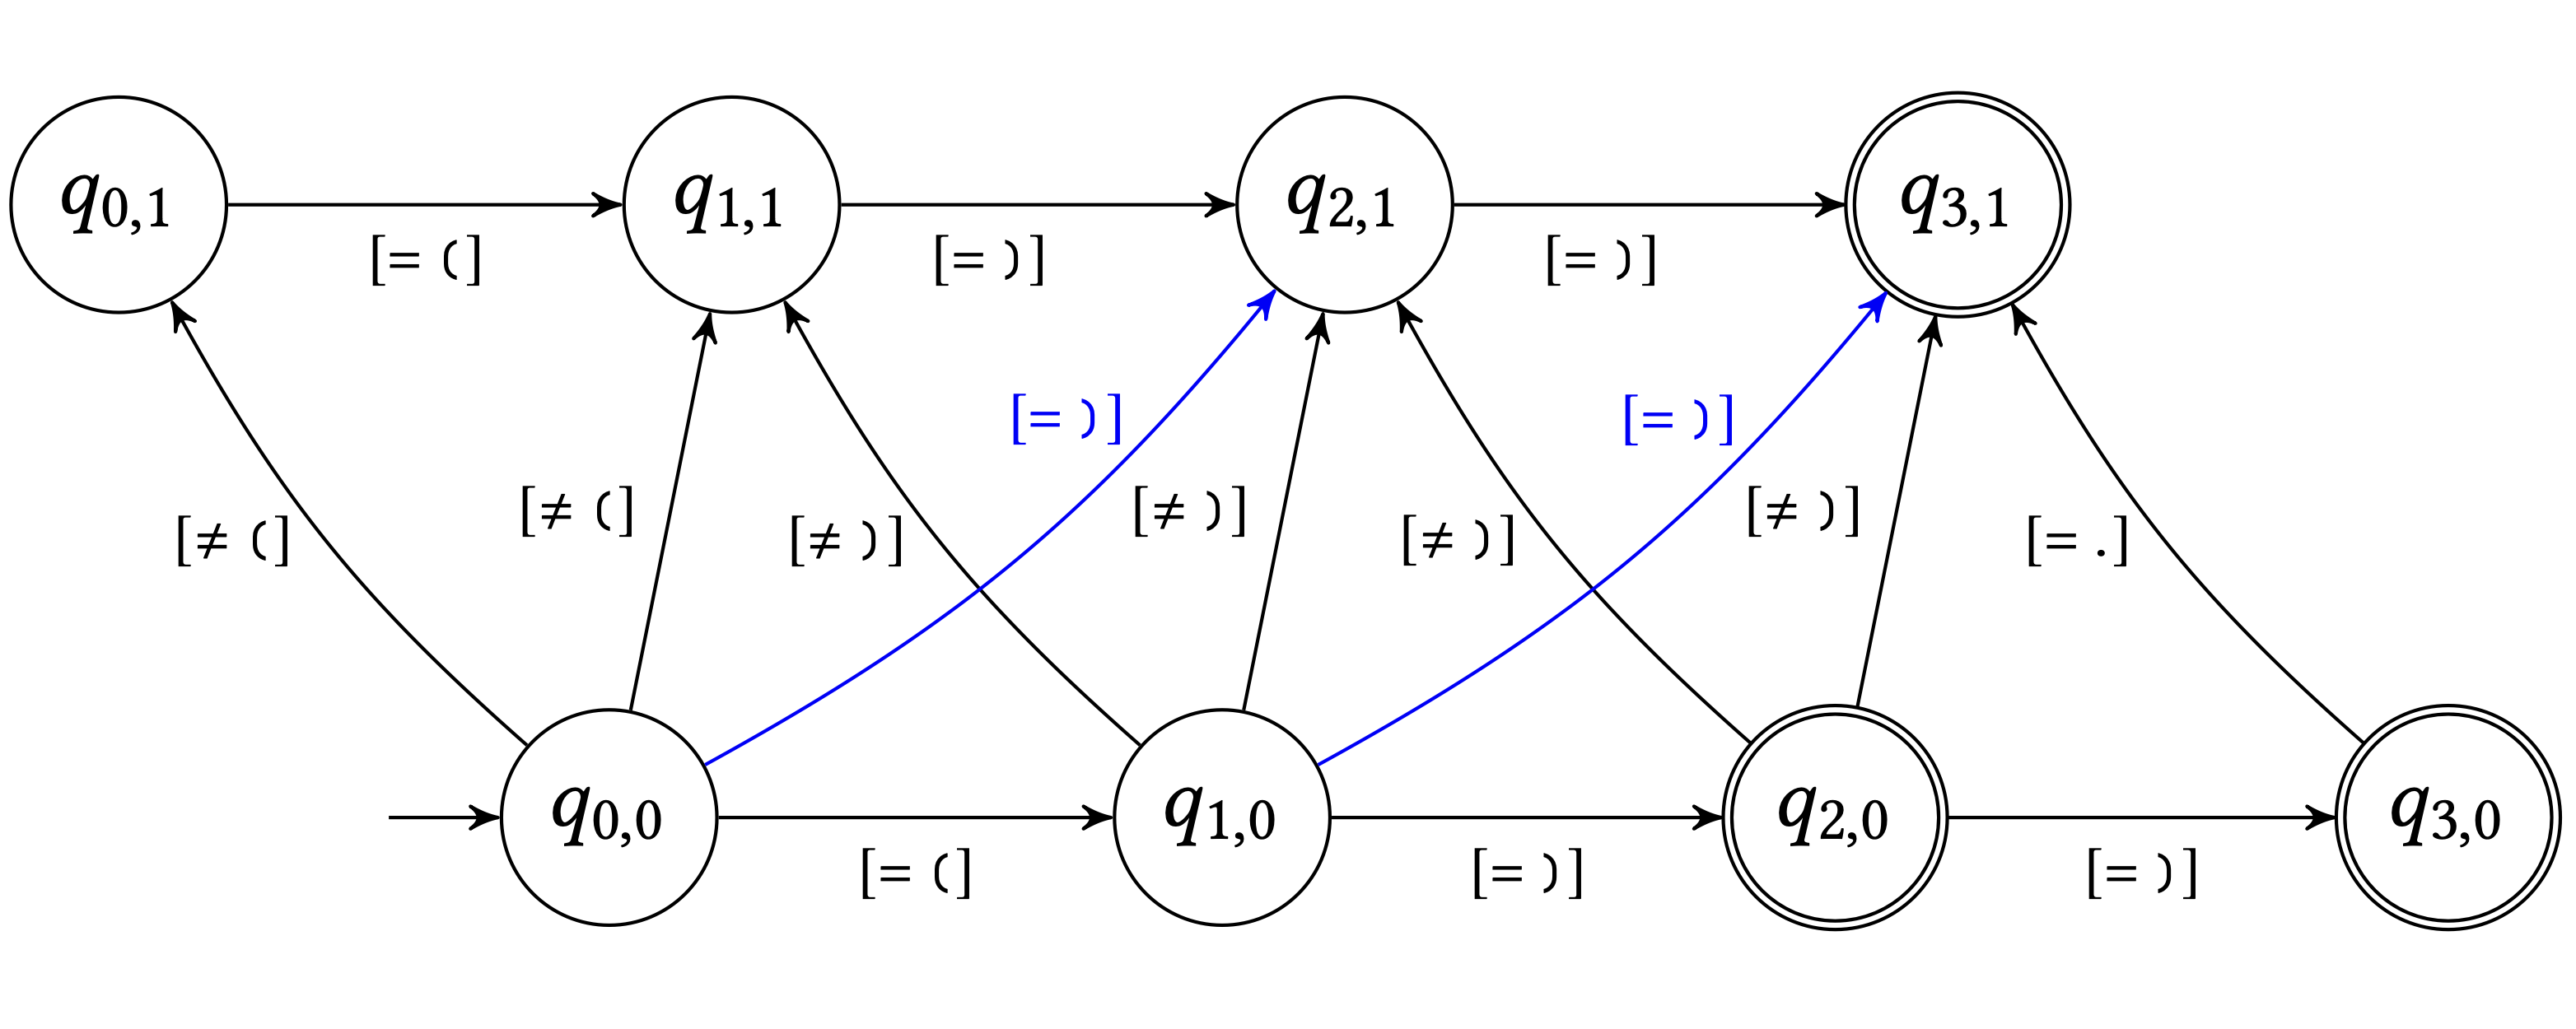 q0,1 q1,1 q2,1 q3,1
[= (] [= )] [= )]
[= )] [= )]
[≠ (] [≠ (] [≠ )] [≠ )] [≠ )] [≠ )] [= .]
q0,0 q1,0 q2,0 q3,0
[= (] [= )] [= )]